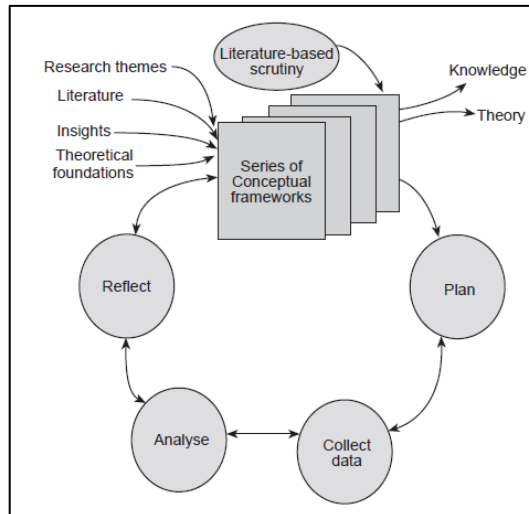 Literature-based
scrutiny
Research themes
Literature
Insights
Theoretical
foundations
Knowledge
Theory
Series of
Conceptual
frameworks
Reflect
Plan
Analyse
Collect
data